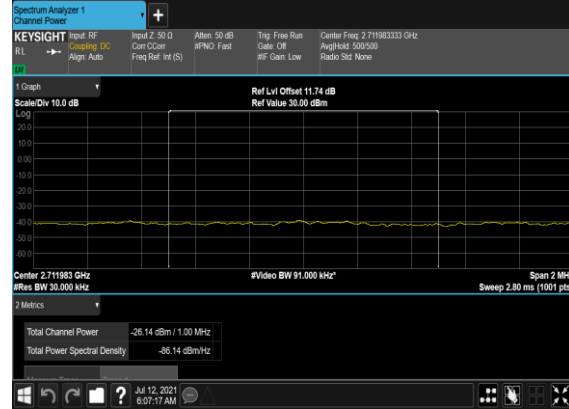 Spectrum Analyzer 1
Channel Power
+
KEYSIGHT Input: RF Input Z: 50 Ω Atten: 50 dB Trig: Free Run Center Freq: 2.711983333 GHz
RL Coupling: DC Corr CCorr #PNO: Fast Gate: Off Avg|Hold: 500/500
Align: Auto Freq Ref: Int (S) #IF Gain: Low Radio Std: None
1 Graph
Ref Lvl Offset 11.74 dB
Scale/Div 10.0 dB Ref Value 30.00 dBm
Log
20.0
10.0
0.00
-10.0
-20.0
-30.0
-40.0
-50.0
-60.0
Center 2.711983 GHz #Video BW 91.000 kHz* Span 2 MH
#Res BW 30.000 kHz Sweep 2.80 ms (1001 pts
2 Metrics
Total Channel Power -26.14 dBm / 1.00 MHz
Total Power Spectral Density -86.14 dBm/Hz
? Jul 12, 2021
6:07:17 AM